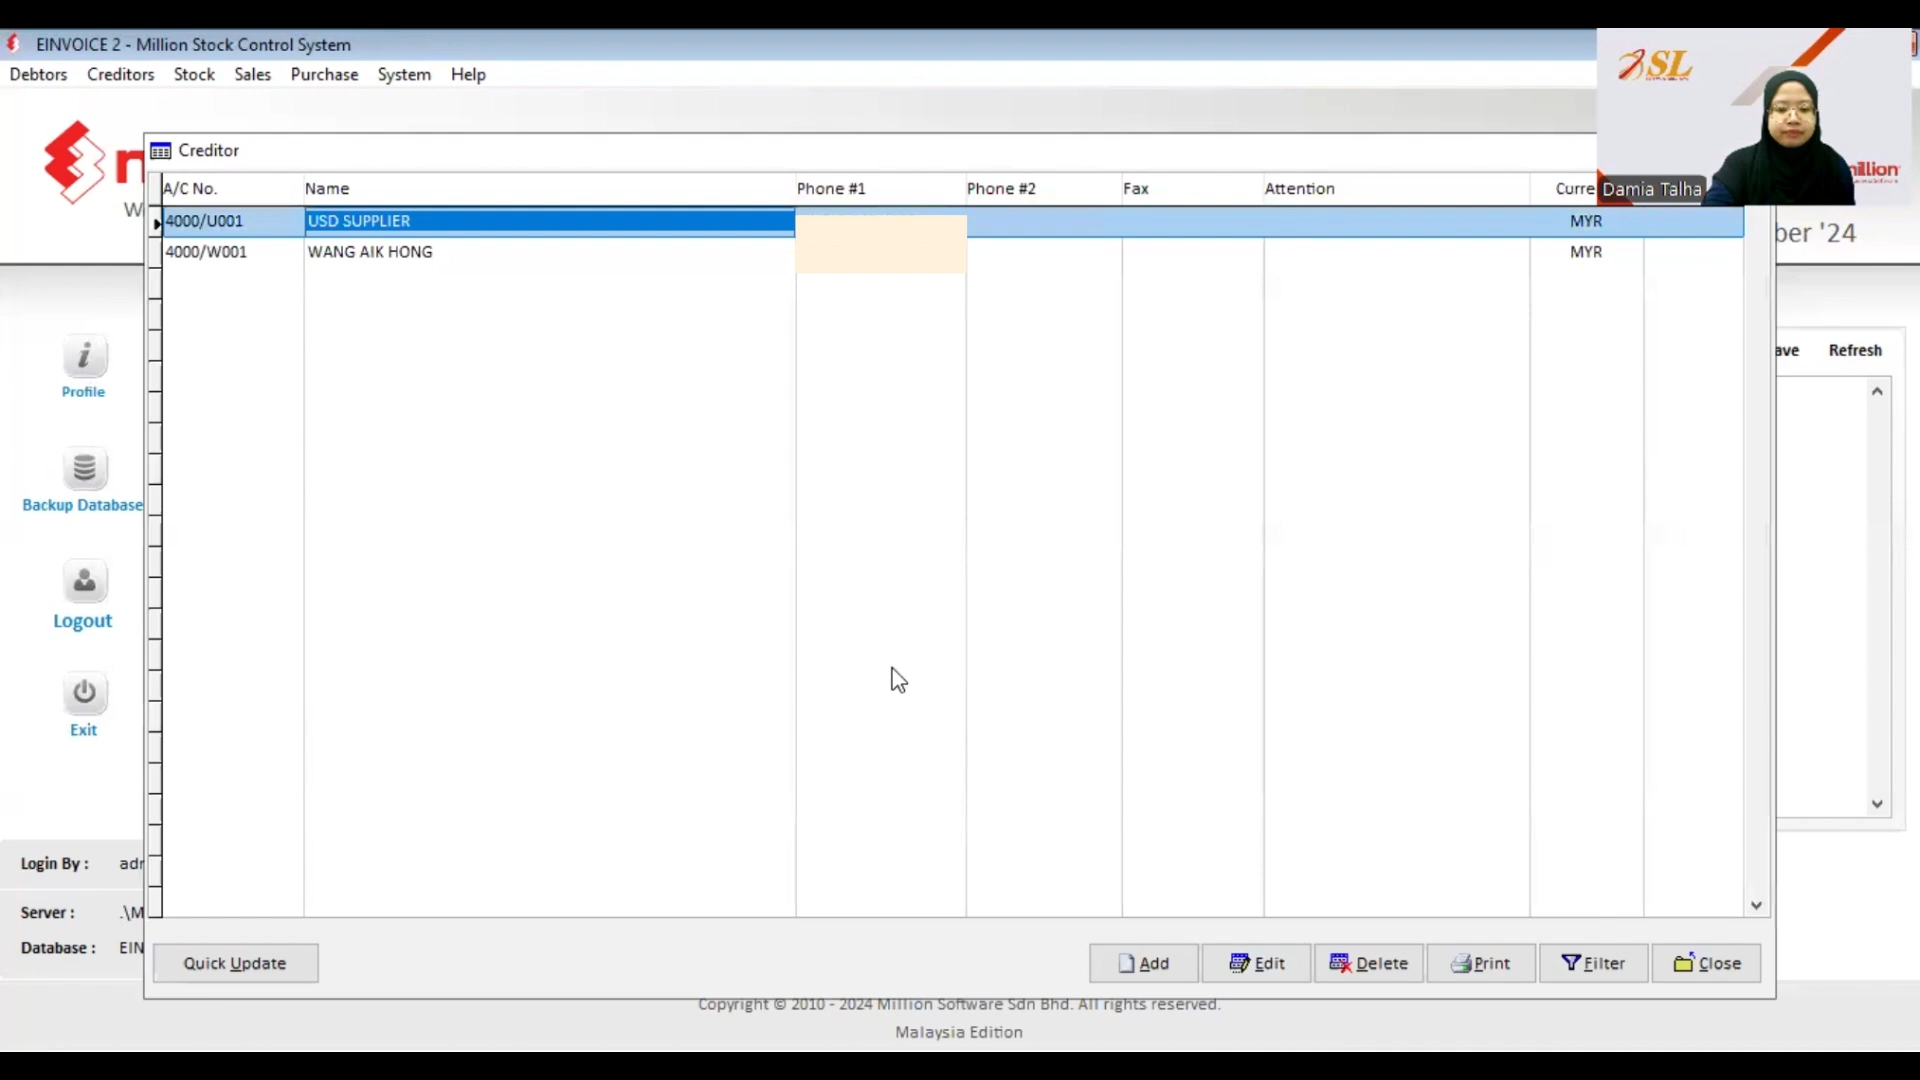 EINVOICE 2 - Million Stock Control System
Debtors Creditors Stock Sales Purchase System Help
SL
Damia Talha
Creditor
A/C No. Name Phone #1 Phone #2 Fax Attention Curre
4000/U001 USD SUPPLIER MYR
4000/W001 WANG AIK HONG MYR
ber '24
Profile
ave Refresh
Backup Database
Logout
Exit
Login By : adr
Server : .\M
Database : EIN
Quick Update Add Edit Delete Print Filter Close
Copyright © 2010 - 2024 Million Software Sdn Bhd. All rights reserved.
Malaysia Edition